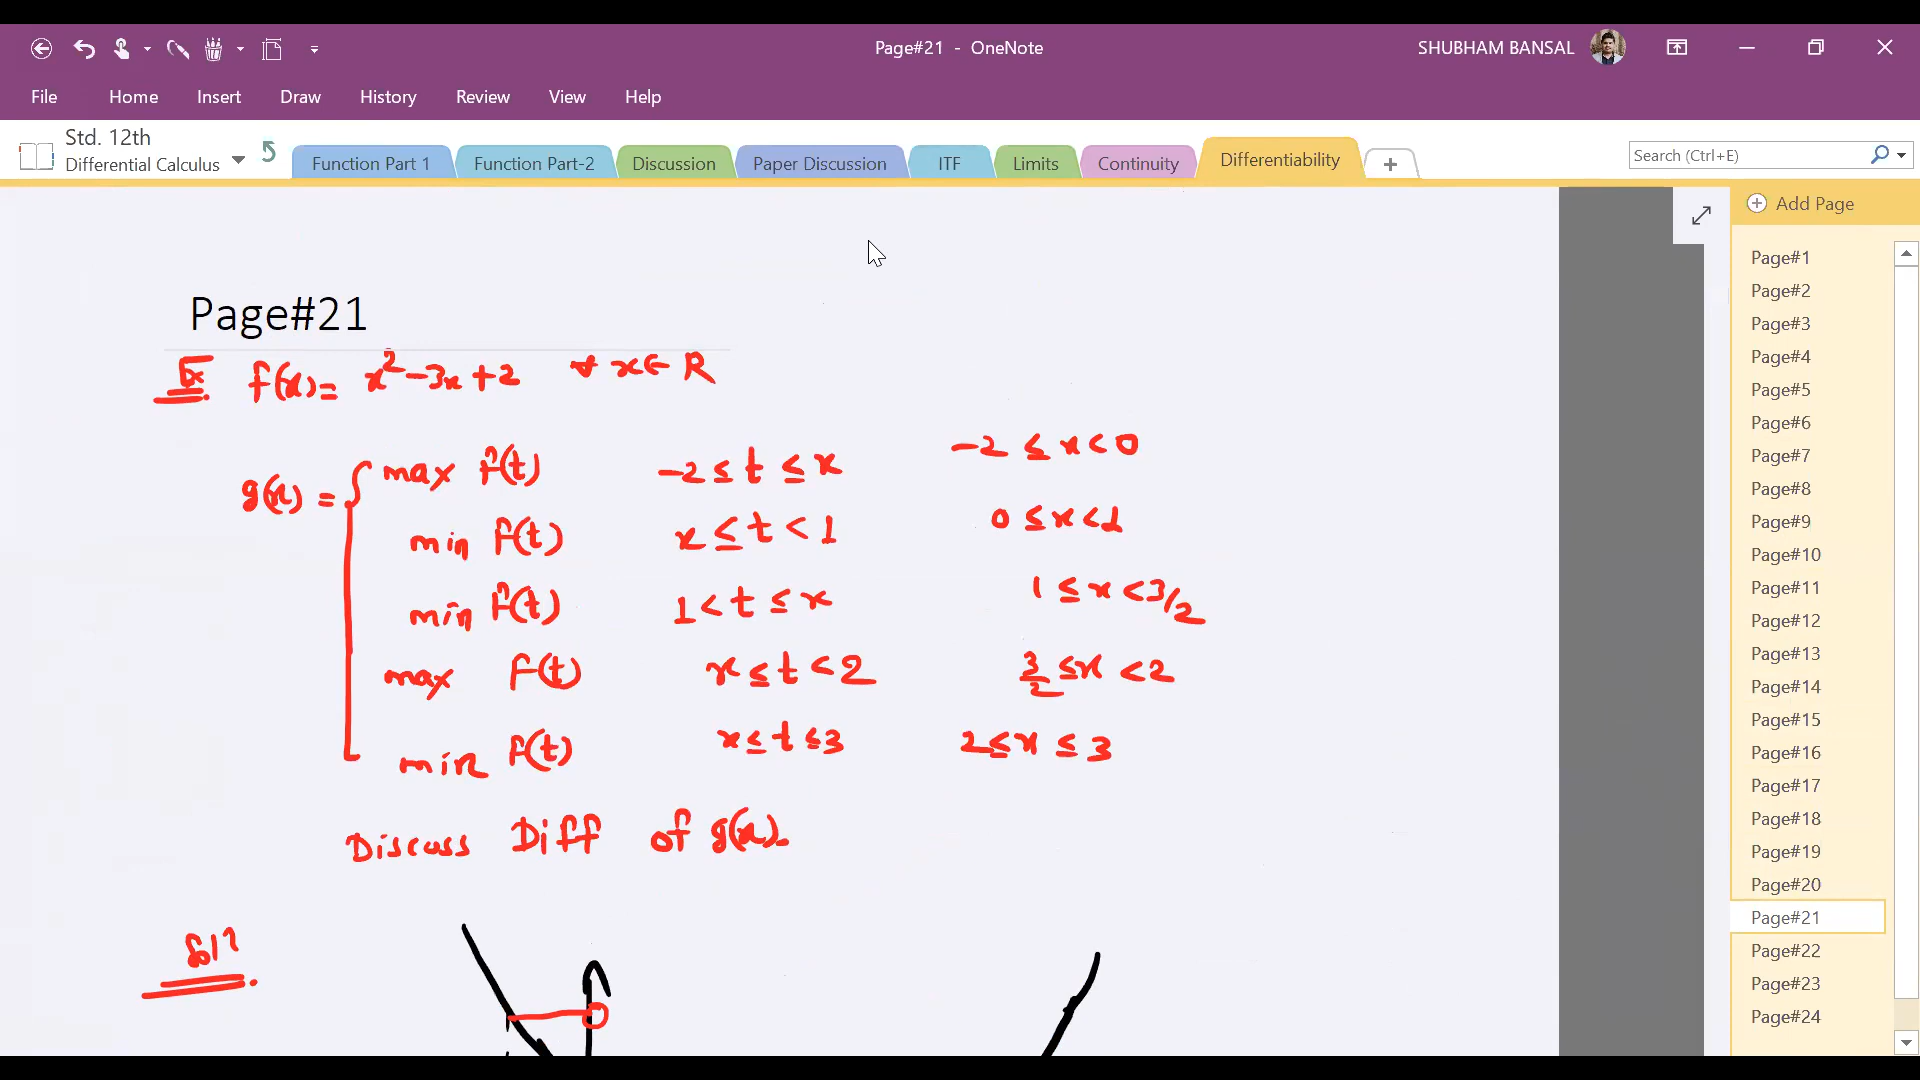 Page#21 - OneNote
SHUBHAM BANSAL
File Home Insert Draw History Review View Help
Std. 12th
Differential Calculus
Function Part 1 Function Part-2 Discussion Paper Discussion ITF Limits Continuity Differentiability
Search (Ctrl+E)
Add Page
Page#1
Page#2
Page#3
Page#4
Page#5
Page#6
Page#7
Page#8
Page#9
Page#10
Page#11
Page#12
Page#13
Page#14
Page#15
Page#16
Page#17
Page#18
Page#19
Page#20
Page#21
Page#22
Page#23
Page#24
Page#21
Ex f(x)= x²-3x+2 ∀ x∈ R
g(x) = { max f(t) -2 ≤ t ≤ x -2 ≤ x < 0
min f(t) x ≤ t < 1 0 ≤ x < 1
min f(t) 1 < t ≤ x 1 ≤ x < 3/2
max f(t) x ≤ t < 2 3/2 ≤ x < 2
min f(t) x ≤ t ≤ 3 2 ≤ x ≤ 3
Discuss Diff of g(x).